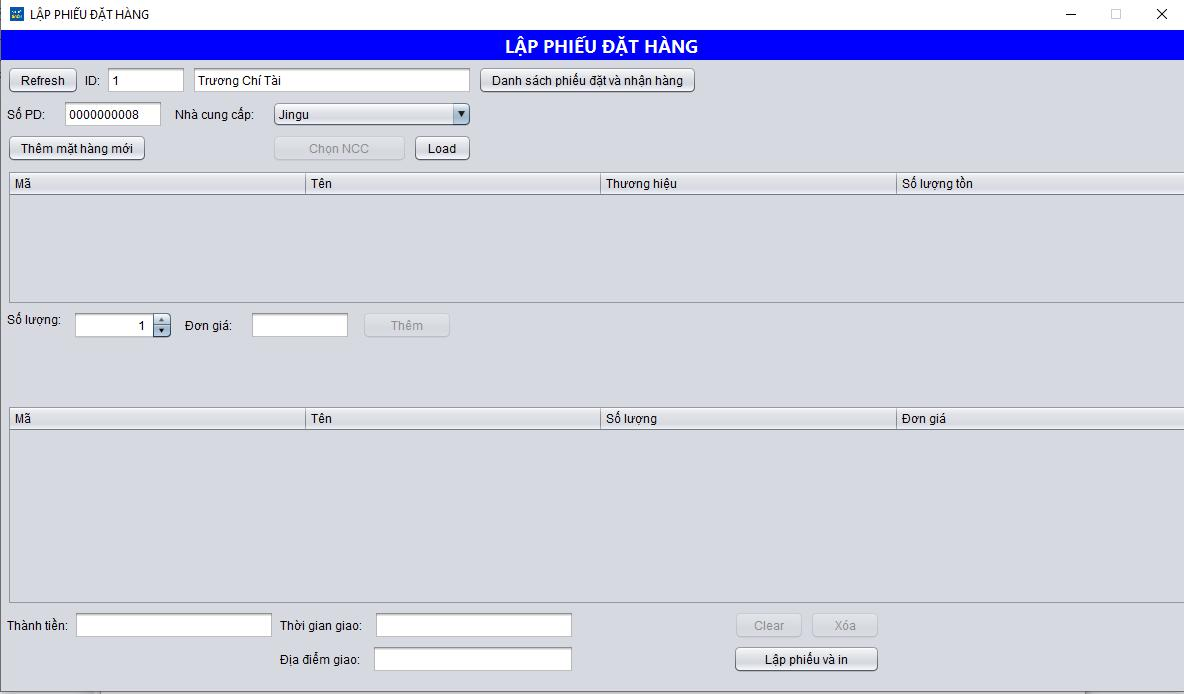 LẬP PHIẾU ĐẶT HÀNG
LẬP PHIẾU ĐẶT HÀNG
Refresh ID: 1 Trương Chí Tài Danh sách phiếu đặt và nhận hàng
Số PD: 0000000008 Nhà cung cấp: Jingu
Thêm mặt hàng mới Chọn NCC Load
Mã Tên Thương hiệu Số lượng tồn
Số lượng: 1 Đơn giá: Thêm
Mã Tên Số lượng Đơn giá
Thành tiền: Thời gian giao: Clear Xóa
Địa điểm giao: Lập phiếu và in